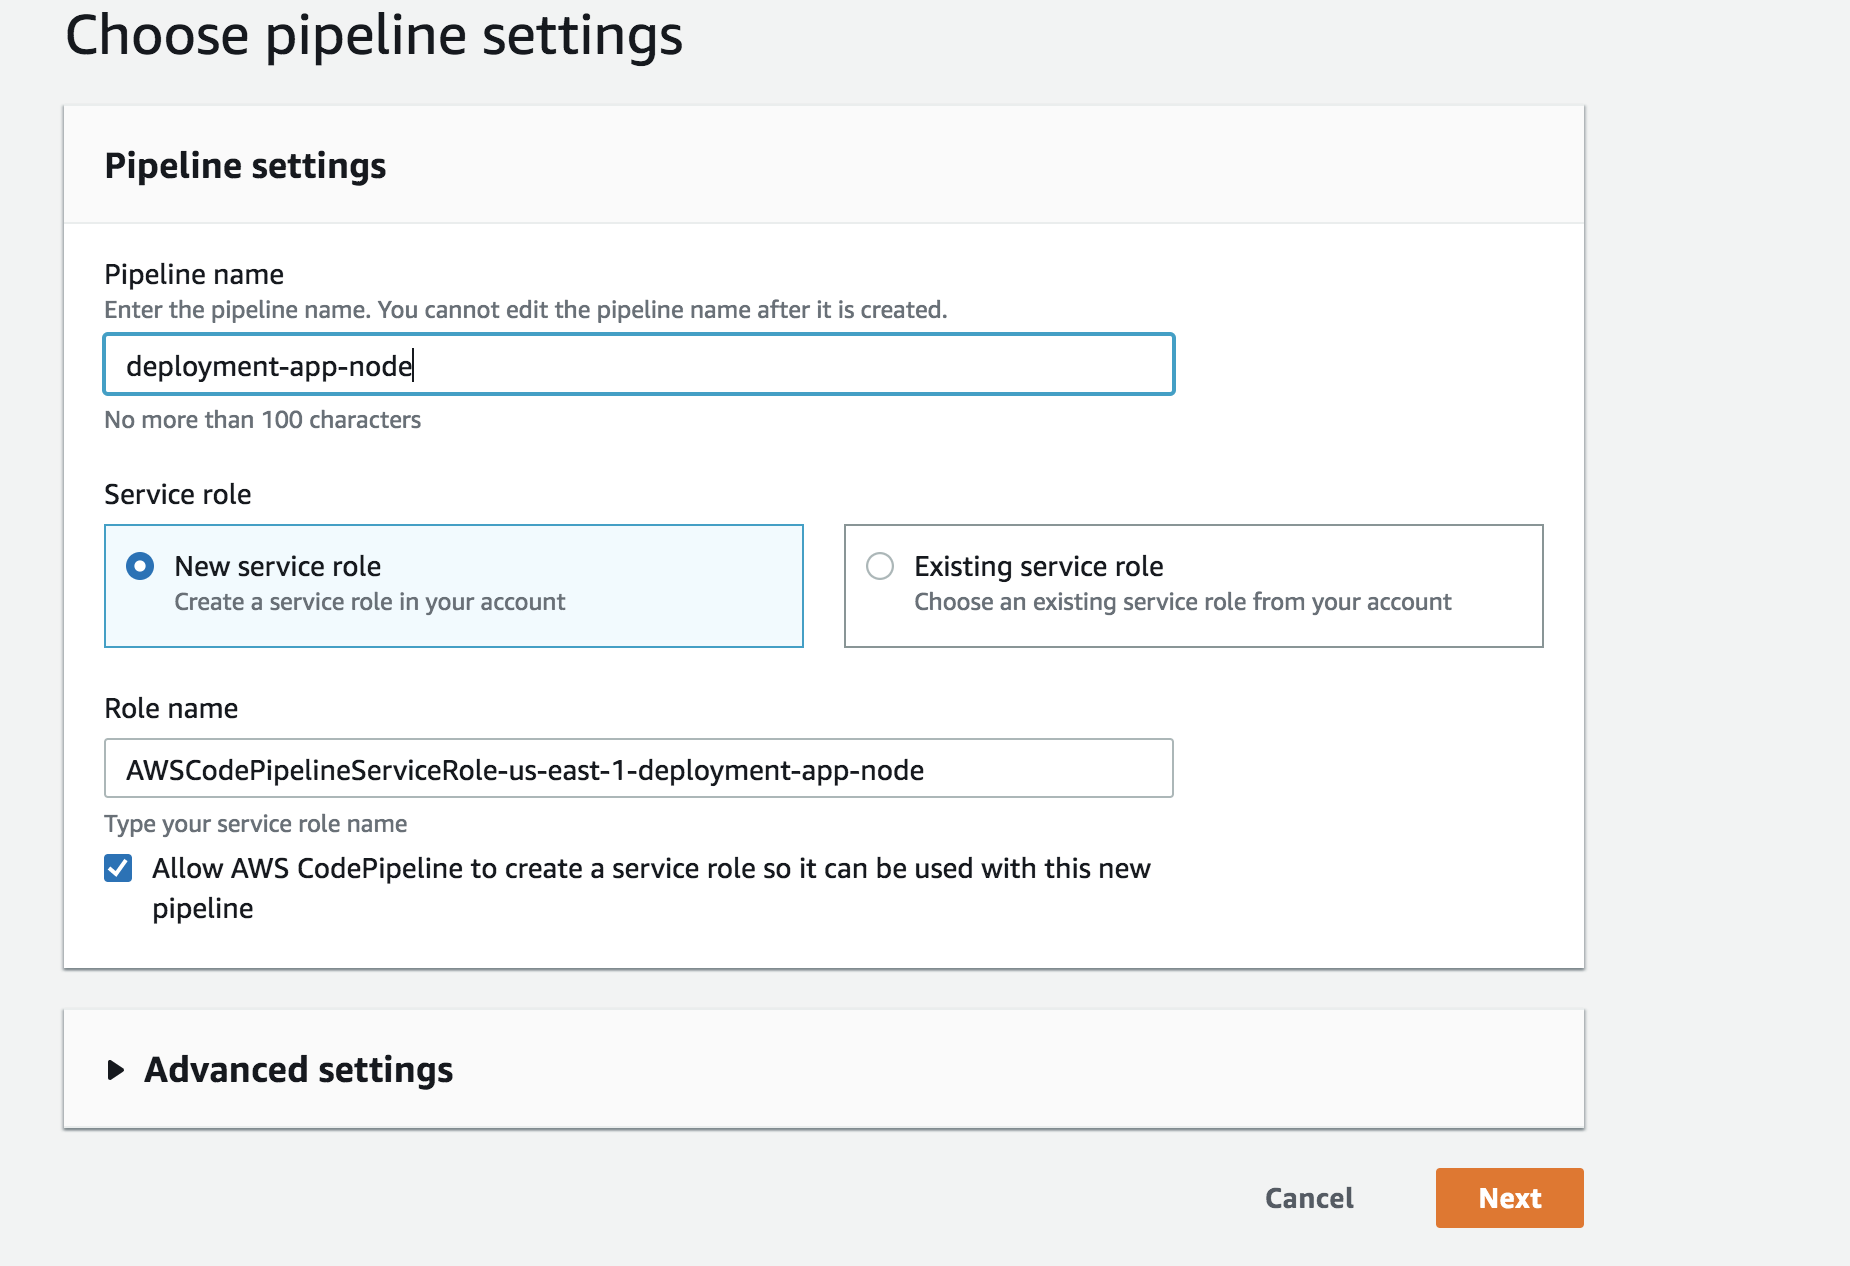 Choose pipeline settings
Pipeline settings
Pipeline name
Enter the pipeline name. You cannot edit the pipeline name after it is created.
deployment-app-node
No more than 100 characters
Service role
New service role
Create a service role in your account
Existing service role
Choose an existing service role from your account
Role name
AWSCodePipelineServiceRole-us-east-1-deployment-app-node
Type your service role name
Allow AWS CodePipeline to create a service role so it can be used with this new
pipeline
Advanced settings
Cancel
Next